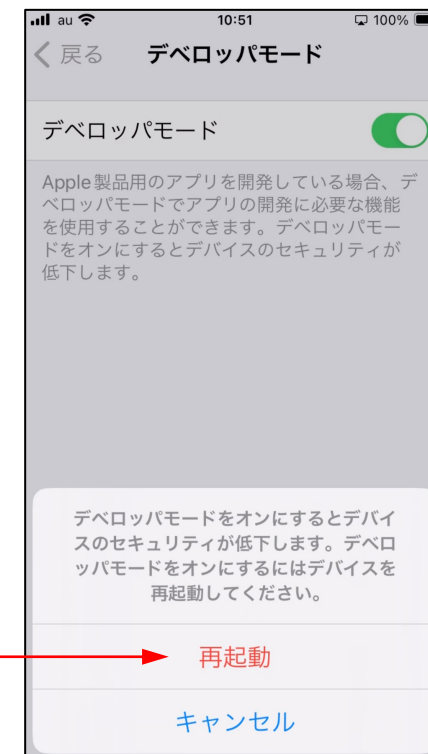 au 10:51 100%
戻る デベロッパモード
デベロッパモード
Apple製品用のアプリを開発している場合、デ
ベロッパモードでアプリの開発に必要な機能
を使用することができます。デベロッパモー
ドをオンにするとデバイスのセキュリティが
低下します。
デベロッパモードをオンにするとデバイ
スのセキュリティが低下します。デベロ
ッパモードをオンにするにはデバイスを
再起動してください。
再起動
キャンセル